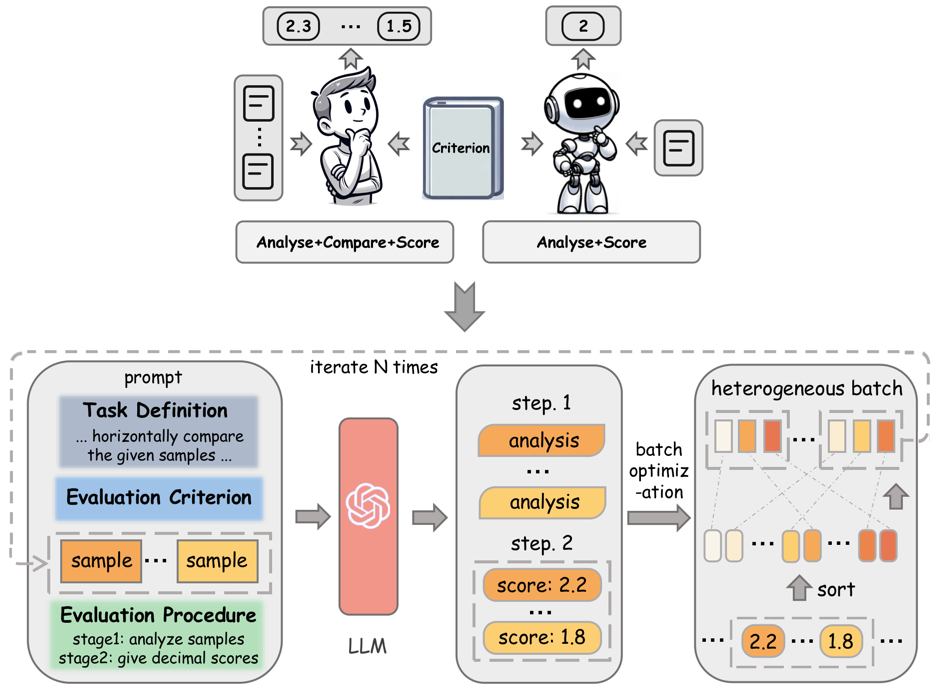 2.3 ... 1.5
2
Criterion
Analyse+Compare+Score
Analyse+Score
iterate N times
prompt
Task Definition
... horizontally compare
the given samples ...
Evaluation Criterion
sample ... sample
Evaluation Procedure
stage1: analyze samples
stage2: give decimal scores
LLM
step. 1
analysis
...
analysis
step. 2
score: 2.2
...
score: 1.8
batch
optimiz
-ation
heterogeneous batch
...
... ...
sort
... 2.2 ... 1.8 ...